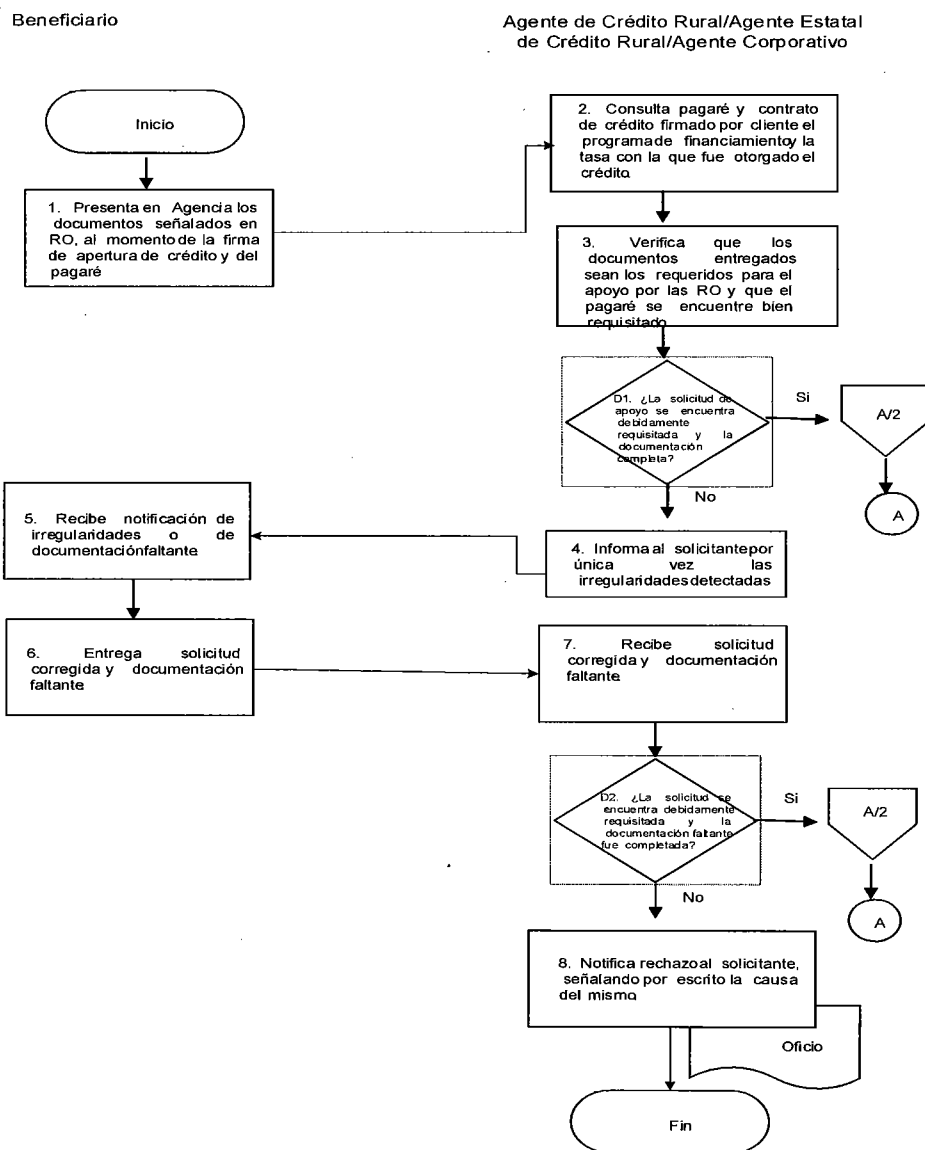 Beneficiario
Agente de Crédito Rural/Agente Estatal
de Crédito Rural/Agente Corporativo
Inicio
1. Presenta en Agencia los
documentos señalados en
RO, al momento de la firma
de apertura de crédito y del
pagaré
2. Consulta pagaré y contrato
de crédito firmado por cliente el
programa de financiamiento y la
tasa con la que fue otorgado el
crédito.
3. Verifica que los
documentos entregados
sean los requeridos para el
apoyo por las RO y que el
pagaré se encuentre bien
requisitado
D1. ¿La solicitud de
apoyo se encuentra
debidamente
requisitada y la
documentación
completa?
Si
A/2
A
No
4. Informa al solicitante por
única vez las
irregularidades detectadas
5. Recibe notificación de
irregularidades o de
documentación faltante
6. Entrega solicitud
corregida y documentación
faltante
7. Recibe solicitud
corregida y documentación
faltante
D2. ¿La solicitud se
encuentra debidamente
requisitada y la
documentación faltante
fue completada?
Si
A/2
A
No
8. Notifica rechazo al solicitante,
señalando por escrito la causa
del mismo
Oficio
Fin